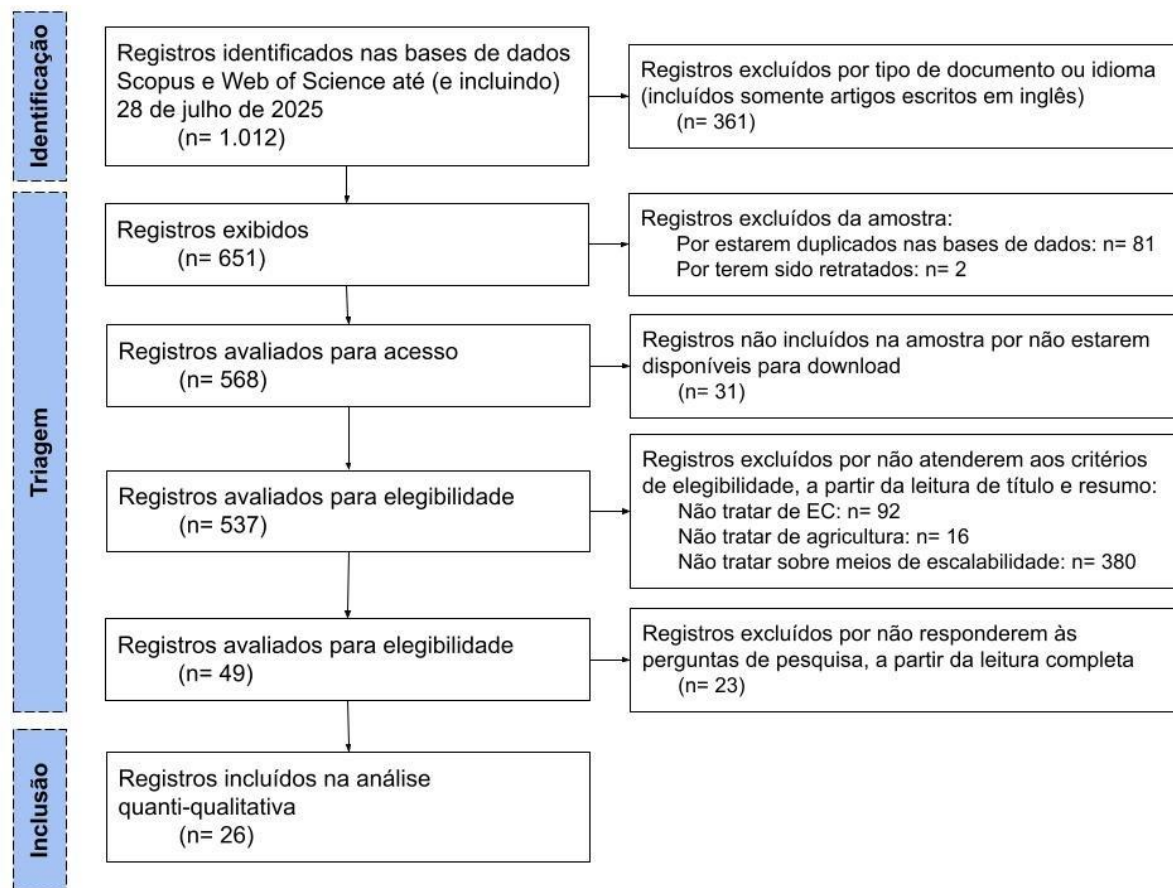 Identificação
Registros identificados nas bases de dados
Scopus e Web of Science até (e incluindo)
28 de julho de 2025
(n= 1.012)
Registros excluídos por tipo de documento ou idioma
(incluídos somente artigos escritos em inglês)
(n= 361)
Triagem
Registros exibidos
(n= 651)
Registros excluídos da amostra:
Por estarem duplicados nas bases de dados: n= 81
Por terem sido retratados: n= 2
Registros avaliados para acesso
(n= 568)
Registros não incluídos na amostra por não estarem
disponíveis para download
(n= 31)
Registros avaliados para elegibilidade
(n= 537)
Registros excluídos por não atenderem aos critérios
de elegibilidade, a partir da leitura de título e resumo:
Não tratar de EC: n= 92
Não tratar de agricultura: n= 16
Não tratar sobre meios de escalabilidade: n= 380
Registros avaliados para elegibilidade
(n= 49)
Registros excluídos por não responderem às
perguntas de pesquisa, a partir da leitura completa
(n= 23)
Inclusão
Registros incluídos na análise
quanti-qualitativa
(n= 26)